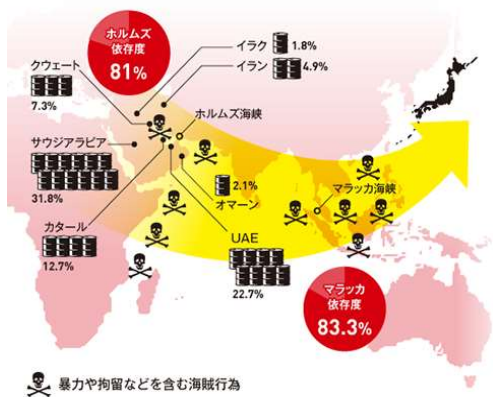 ホルムズ
依存度
81%
イラク 1.8%
イラン 4.9%
クウェート
7.3%
ホルムズ海峡
サウジアラビア
31.8%
2.1%
オマーン
マラッカ海峡
カタール
12.7%
UAE
22.7%
マラッカ
依存度
83.3%
暴力や拘留などを含む海賊行為